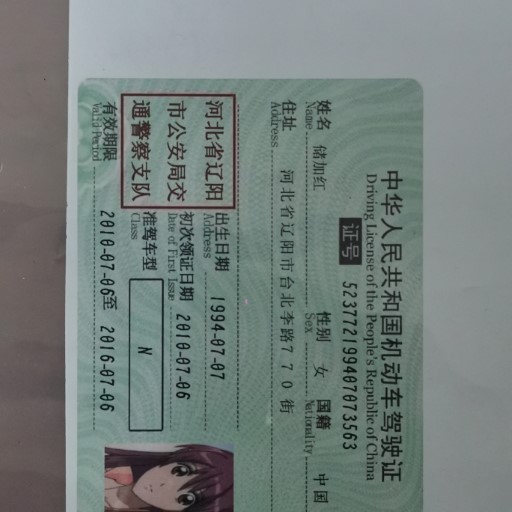 中华人民共和国机动车驾驶证
Driving License of the People's Republic of China
证号 523772199407073563
姓名 储加红 性别 女 国籍 中国
Name Sex Nationality
住址 河北省辽阳市台北李路770街
Address
河北省辽阳
市公安局交
通警察支队
出生日期 1994-07-07
Address
初次领证日期 2010-07-06
Date of First Issue
准驾车型 N
Class
有效期限 2010-07-06至 2016-07-06
Valid Period